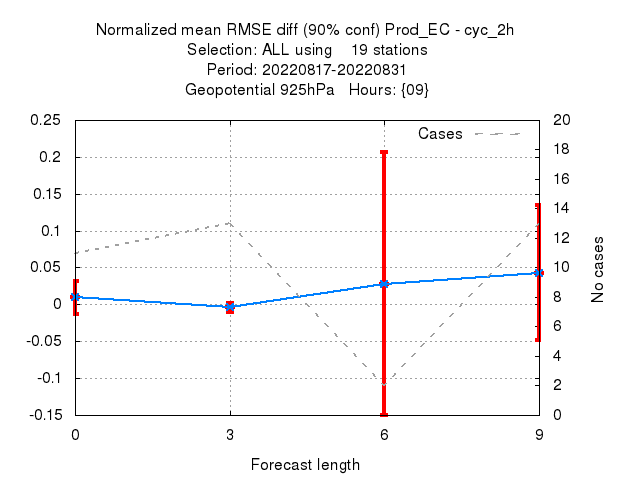 Normalized mean RMSE diff (90% conf) Prod_EC - cyc_2h
Selection: ALL using    19 stations
Period: 20220817-20220831
Geopotential 925hPa   Hours: {09}
0.25
0.2
0.15
0.1
0.05
0
-0.05
-0.1
-0.15
Cases
20
18
16
14
12
10
8
6
4
2
0
No cases
0 3 6 9
Forecast length